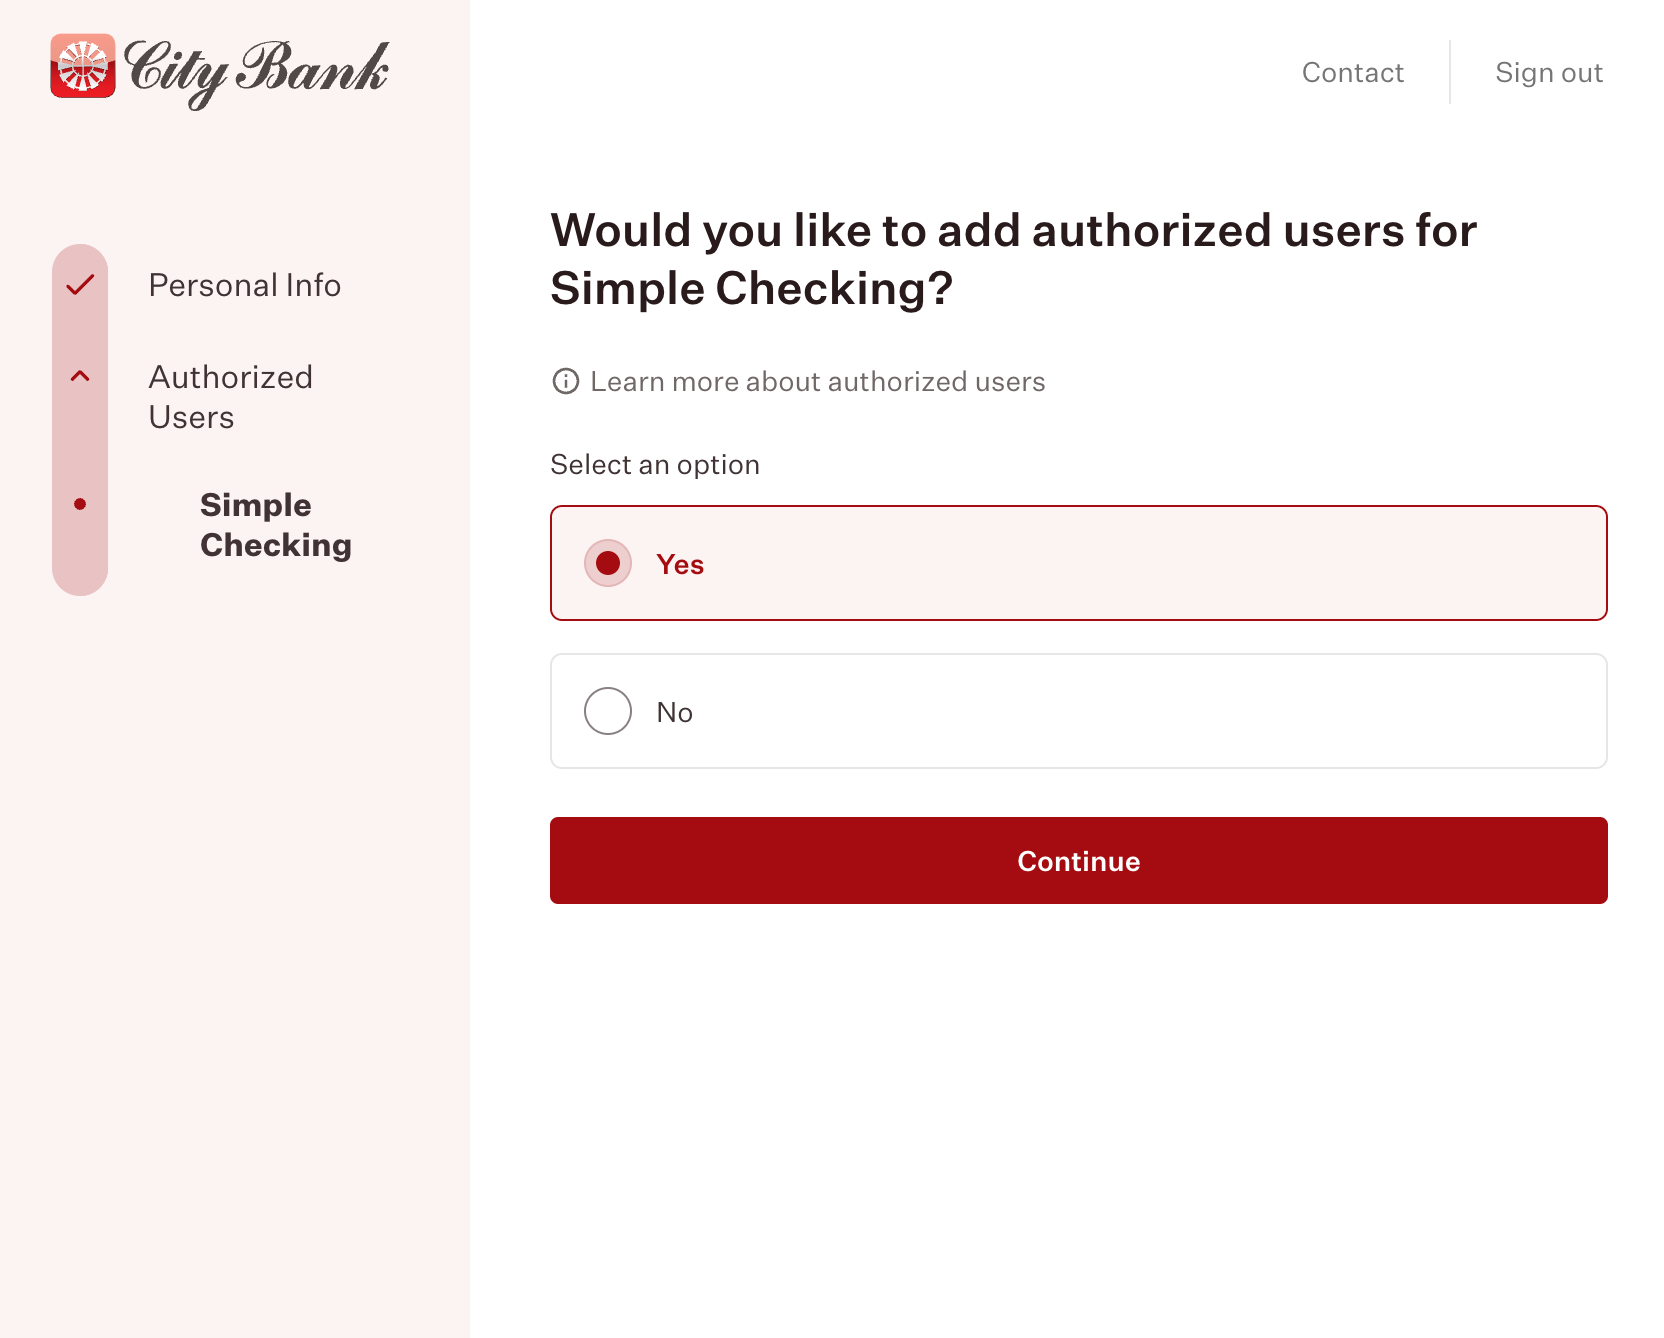 City Bank
Contact
Sign out
Personal Info
Authorized
Users
Simple
Checking
Would you like to add authorized users for
Simple Checking?
Learn more about authorized users
Select an option
Yes
No
Continue